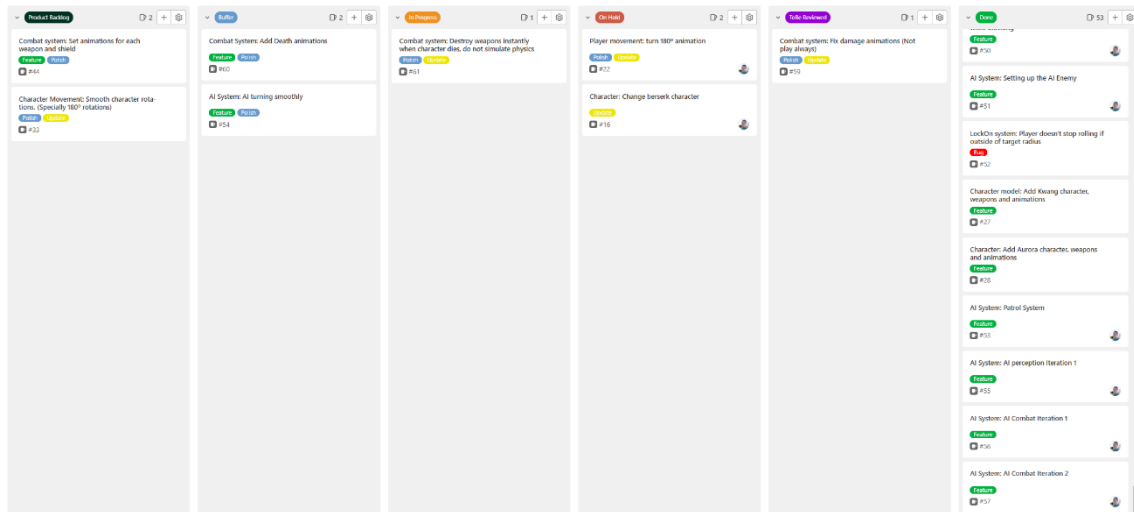 Product Backlog 2
Combat system: Set animations for each
weapon and shield
Feature Polish
#44
Character Movement: Smooth character rota-
tions. (Specially 180º rotations)
Polish Update
#33
Buffer 2
Combat System: Add Death animations
Feature Polish
#60
AI System: AI turning smoothly
Feature Polish
#54
In Progress 1
Combat system: Destroy weapons instantly
when character dies, do not simulate physics
Polish Update
#61
On Hold 2
Player movement: turn 180º animation
Polish Update
#22
Character: Change berserk character
Update
#16
To Be Reviewed 1
Combat system: Fix damage animations (Not
play always)
Polish Update
#59
Done 53
Feature
#50
AI System: Setting up the AI Enemy
Feature
#51
LockOn system: Player doesn't stop rolling if
outside of target radius
Bug
#52
Character model: Add Kwang character,
weapons and animations
Feature
#27
Character: Add Aurora character, weapons
and animations
Feature
#28
AI System: Patrol System
Feature
#53
AI System: AI perception Iteration 1
Feature
#55
AI System: AI Combat Iteration 1
Feature
#56
AI System: AI Combat Iteration 2
Feature
#57